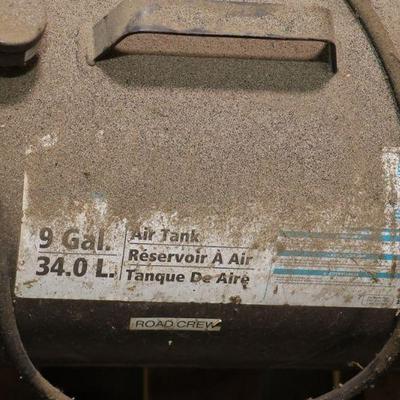 9 Gal.
34.0 L.
Air Tank
Réservoir À Air
Tanque De Aire
ROAD CREW